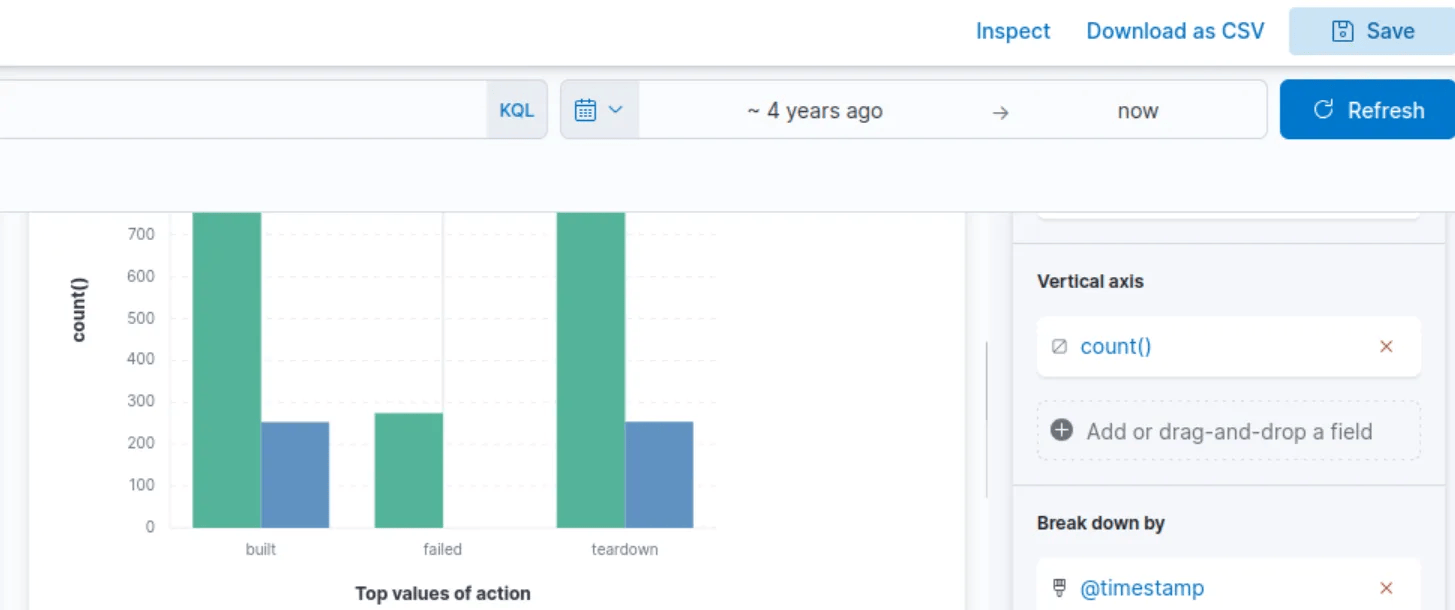 Inspect Download as CSV Save
KQL ~ 4 years ago → now Refresh
700
600
500
400
300
200
100
0
count()
built failed teardown
Top values of action
Vertical axis
count()
Add or drag-and-drop a field
Break down by
@timestamp